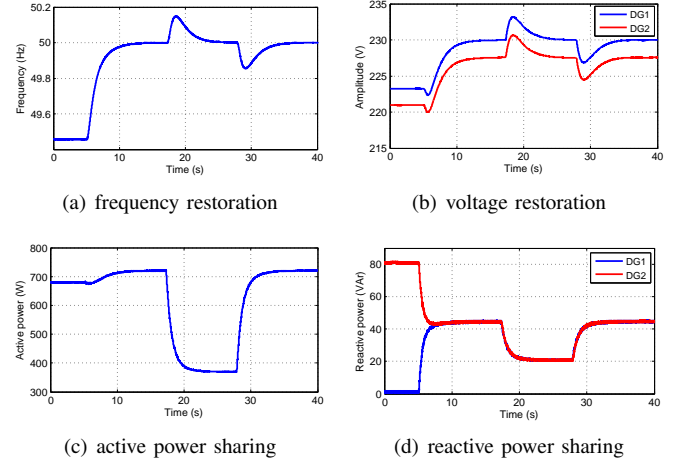 50.0
49.8
49.6
Frequency (Hz)
0
10
20
30
40
Time (s)
(a) frequency restoration
235
230
225
220
215
Amplitude (V)
DG1
DG2
0
10
20
30
40
Time (s)
(b) voltage restoration
800
700
600
500
400
300
Active power (W)
0
10
20
30
40
Time (s)
(c) active power sharing
80
60
40
20
0
Reactive power (VAr)
DG1
DG2
0
10
20
30
40
Time (s)
(d) reactive power sharing